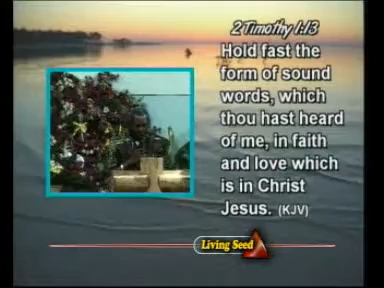 2 Timothy 1:13
Hold fast the
form of sound
words, which
thou hast heard
of me, in faith
and love which
is in Christ
Jesus. (KJV)
Living Seed